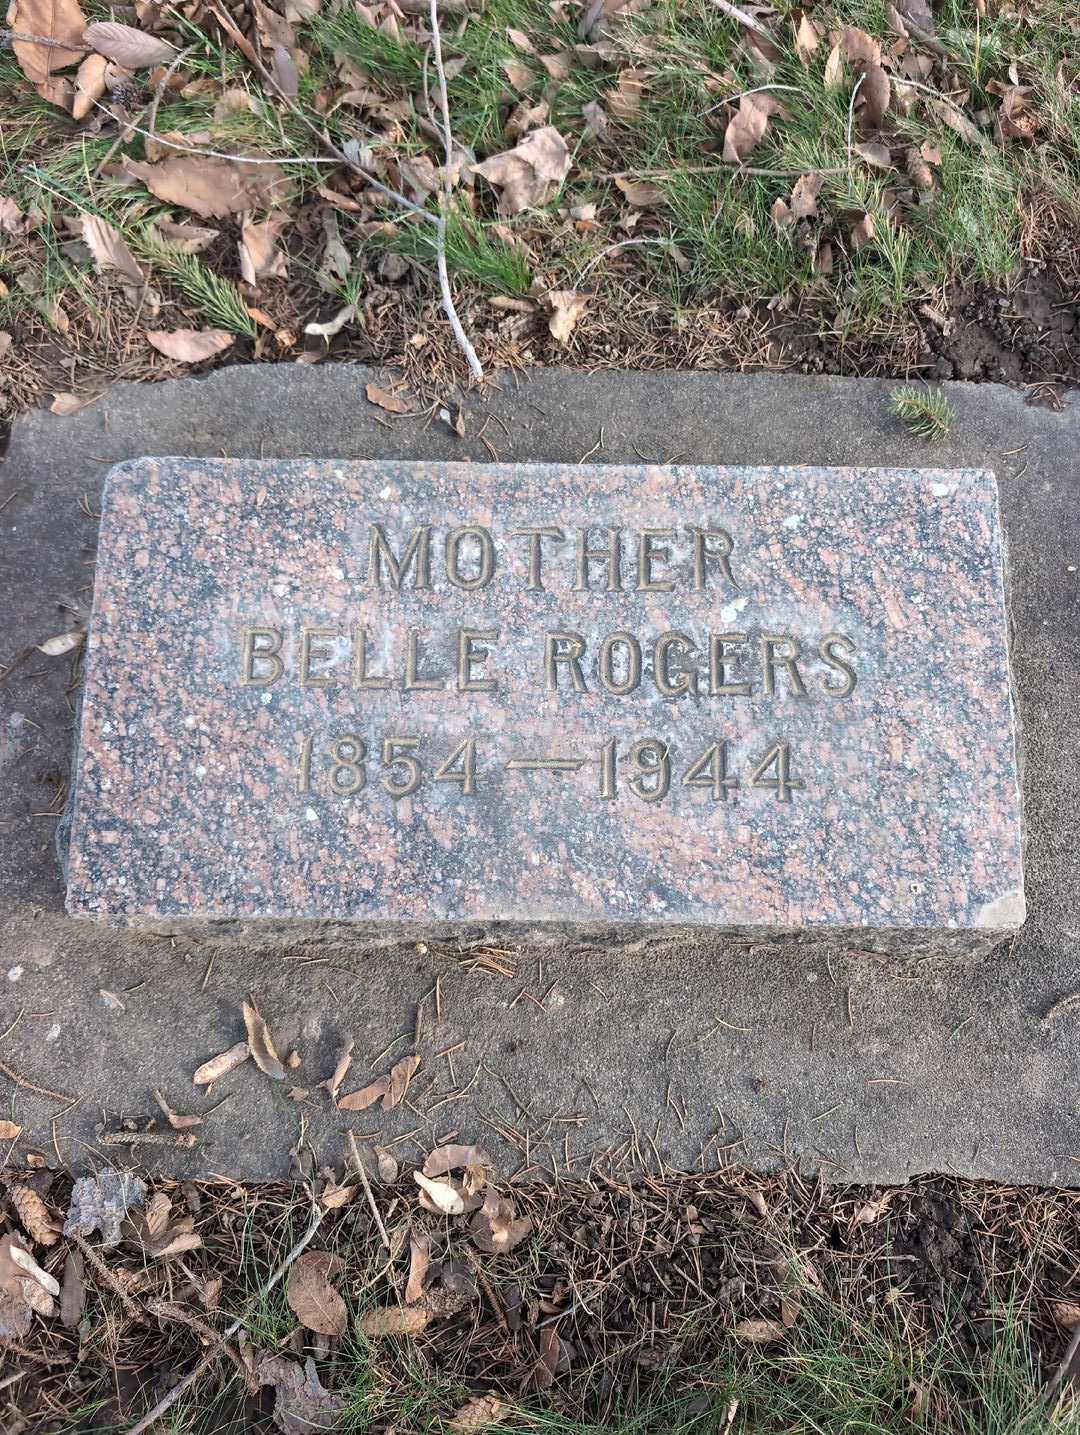 MOTHER
BELLE ROGERS
1854 — 1944